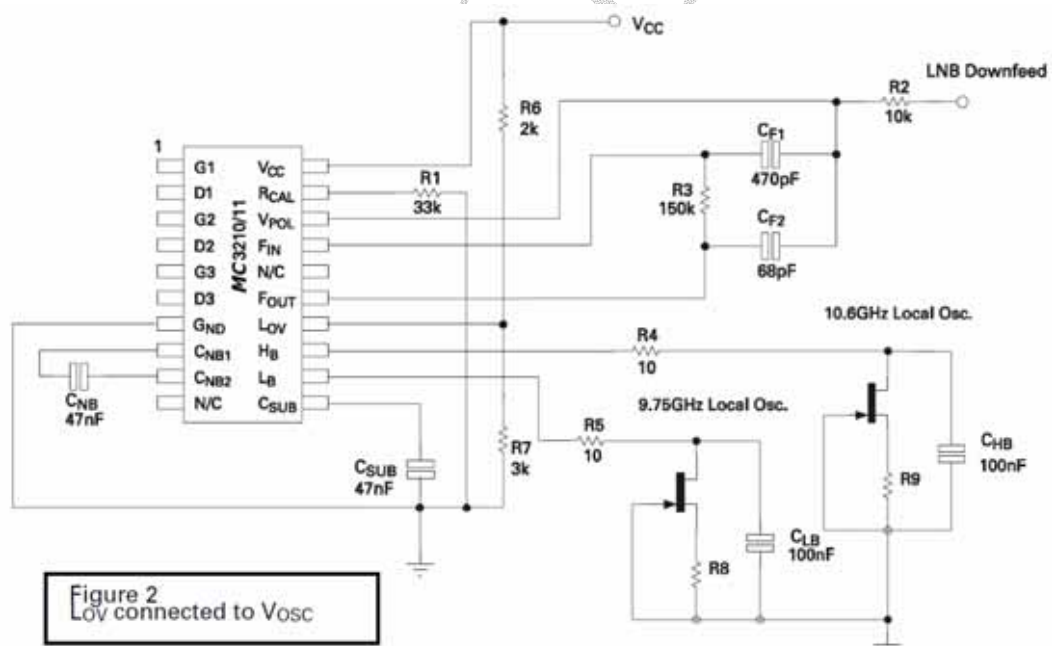 VCC
LNB Downfeed
R2
10k
R6
2k
CF1
470pF
R3
150k
CF2
68pF
1
G1
D1
G2
D2
G3
D3
GND
CNB1
CNB2
N/C
MC3210/11
VCC
RCAL
VPOL
FIN
N/C
FOUT
LOV
HB
LB
CSUB
R1
33k
CNB
47nF
CSUB
47nF
R7
3k
10.6GHz Local Osc.
R4
10
9.75GHz Local Osc.
R5
10
CHB
100nF
R9
CLB
100nF
R8
Figure 2
LOV connected to VOSC